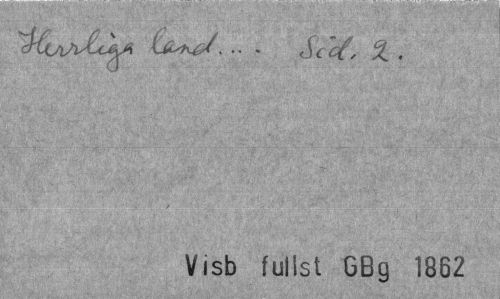 Herrliga land.... Sid. 2.
Visb fullst GBg 1862